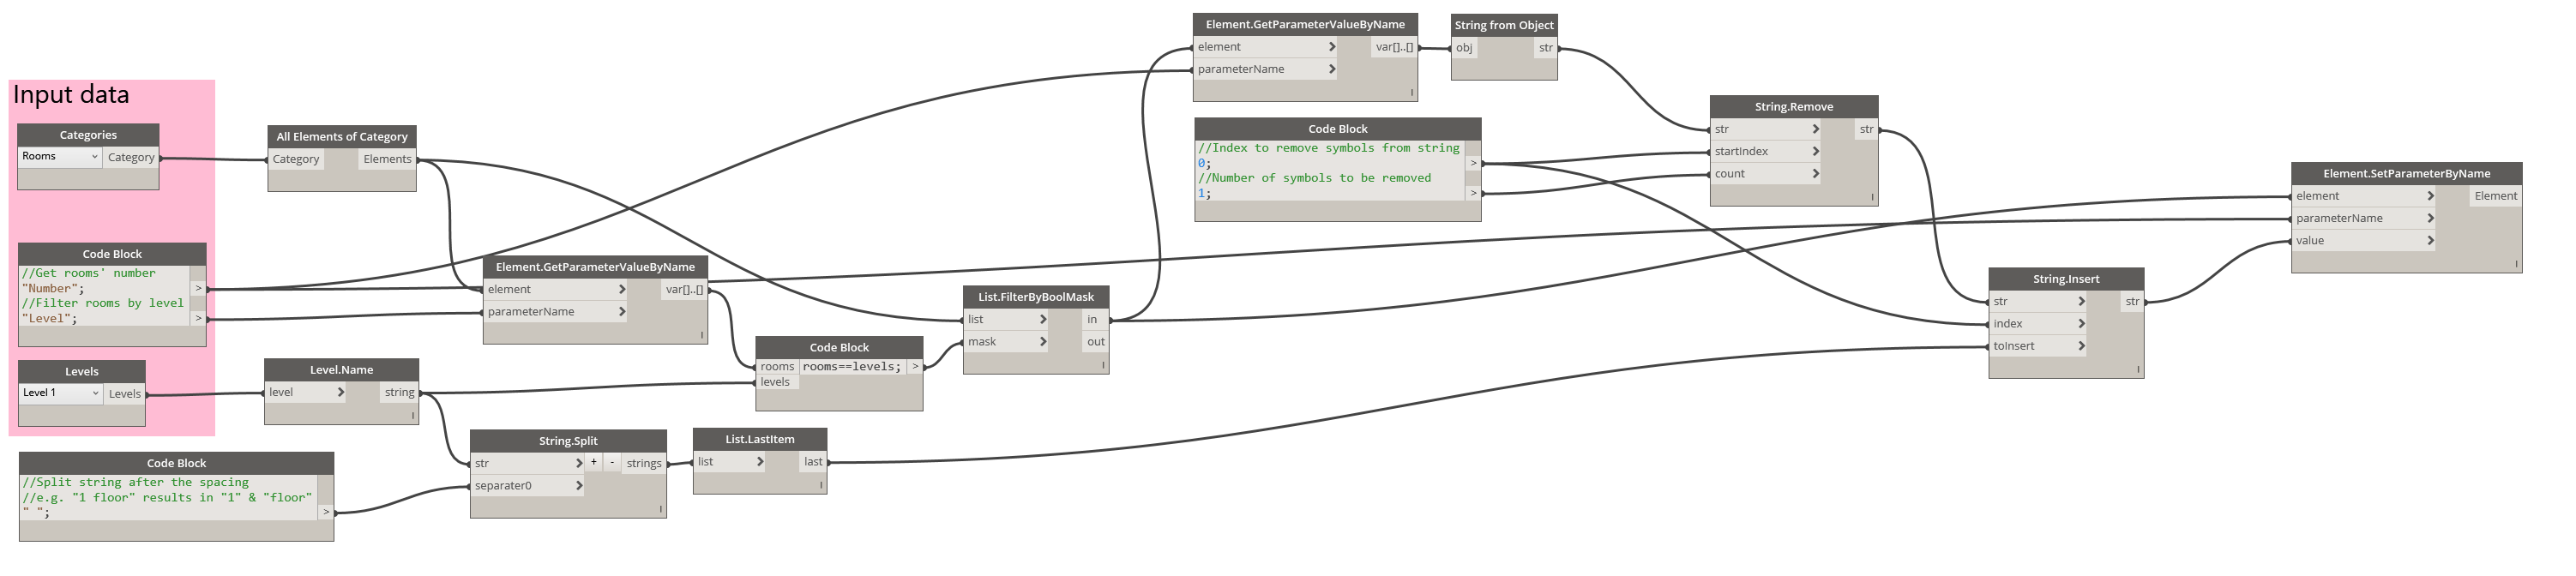 Input data
Categories
Rooms
Category
All Elements of Category
Category
Elements
Code Block
//Get rooms' number
"Number";
>
//Filter rooms by level
"Level";
>
Levels
Level 1
Levels
Level.Name
level
string
Code Block
//Split string after the spacing
//e.g. "1 floor" results in "1" & "floor"
" ";
>
Element.GetParameterValueByName
element
var[]..[]
parameterName
String.Split
str
+
-
strings
separater0
List.LastItem
list
last
Code Block
rooms
rooms==levels;
>
levels
List.FilterByBoolMask
list
in
mask
out
Element.GetParameterValueByName
element
var[]..[]
parameterName
String from Object
obj
str
Code Block
//Index to remove symbols from string
0;
>
//Number of symbols to be removed
1;
>
String.Remove
str
str
startIndex
count
String.Insert
str
str
index
toInsert
Element.SetParameterByName
element
Element
parameterName
value